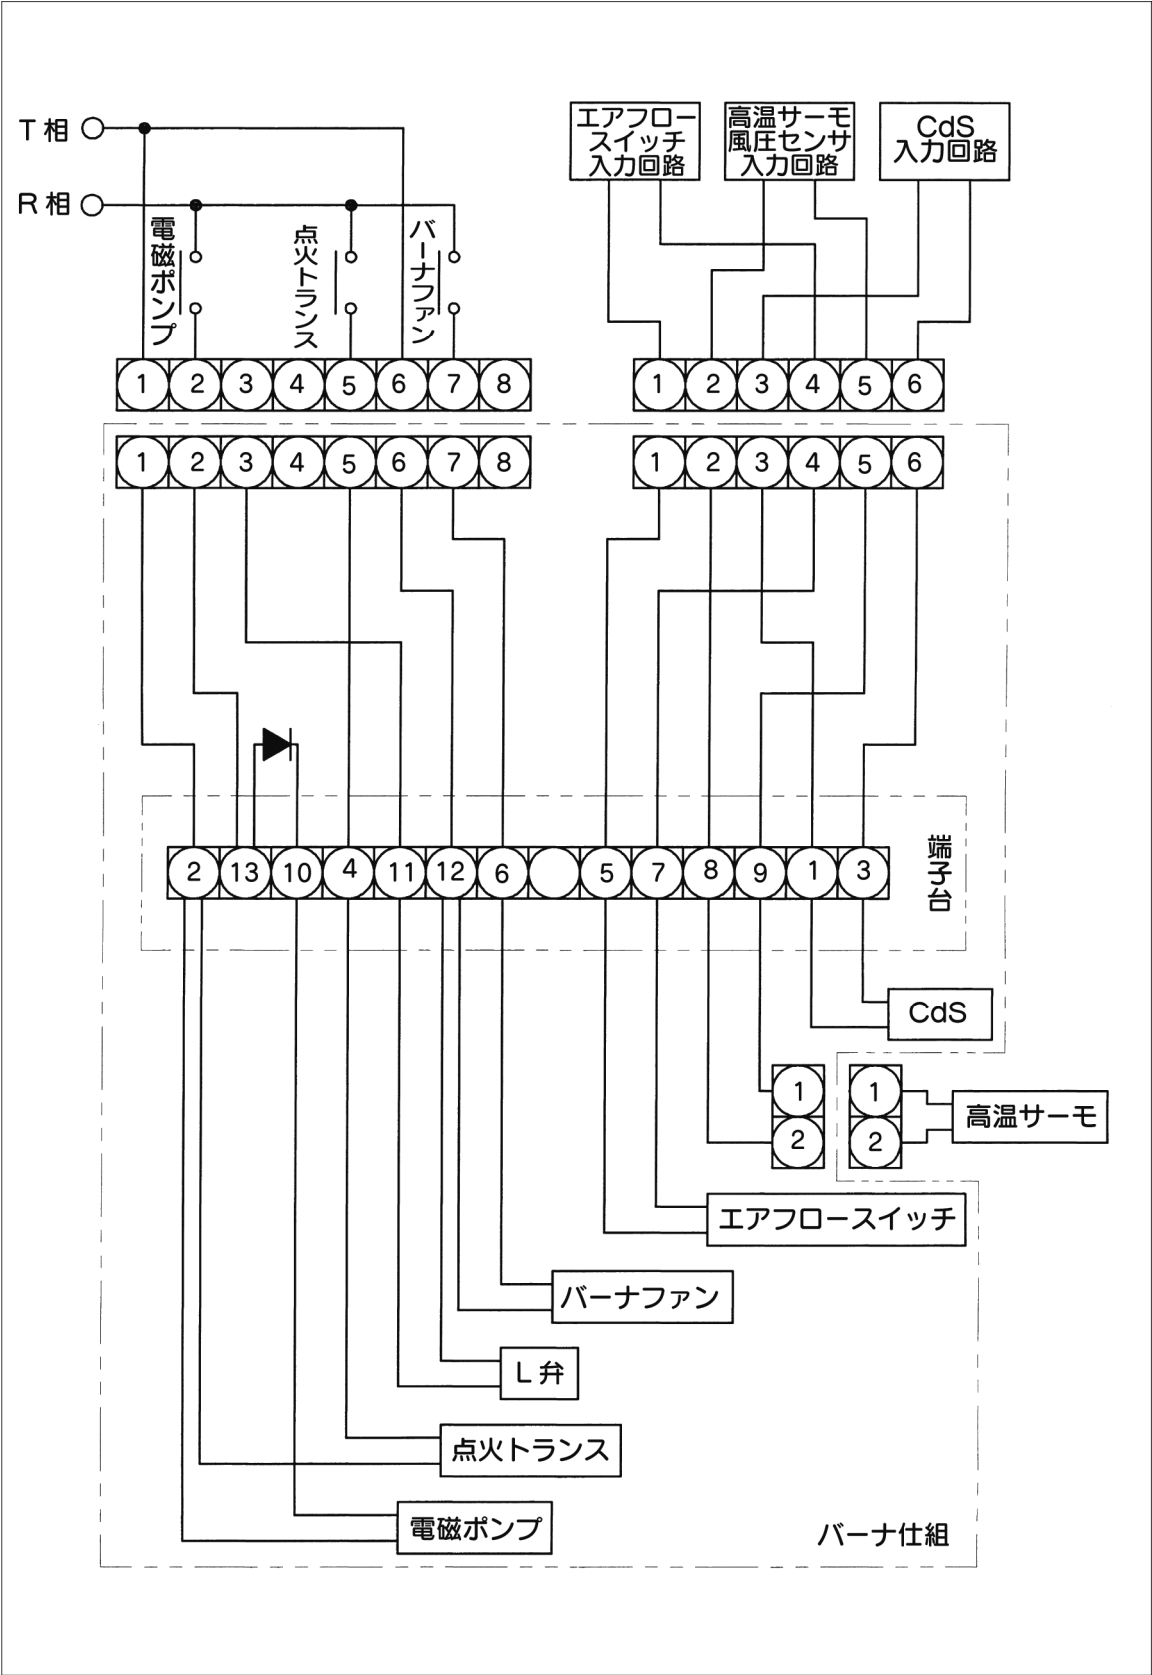 T相
R相
電磁ポンプ
点火トランス
バーナファン
エアフロー
スイッチ
入力回路
高温サーモ
風圧センサ
入力回路
CdS
入力回路
1 2 3 4 5 6 7 8
1 2 3 4 5 6
1 2 3 4 5 6 7 8
1 2 3 4 5 6
2 13 10 4 11 12 6 5 7 8 9 1 3
端子台
CdS
1
2
1
2
高温サーモ
エアフロースイッチ
バーナファン
L弁
点火トランス
電磁ポンプ
バーナ仕組